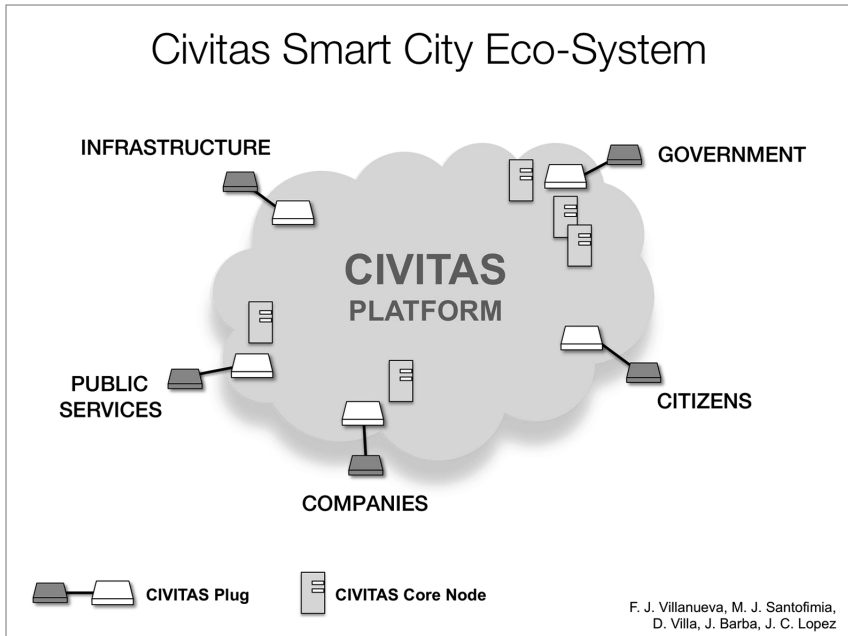 Civitas Smart City Eco-System
INFRASTRUCTURE
GOVERNMENT
CIVITAS
PLATFORM
PUBLIC
SERVICES
CITIZENS
COMPANIES
CIVITAS Plug
CIVITAS Core Node
F. J. Villanueva, M. J. Santofimia,
D. Villa, J. Barba, J. C. Lopez